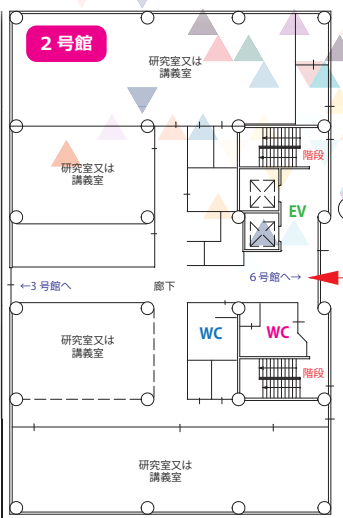 2号館
研究室又は
講義室
階段
研究室又は
講義室
EV
←3号館へ
廊下
6号館へ→
研究室又は
講義室
WC
WC
階段
研究室又は
講義室